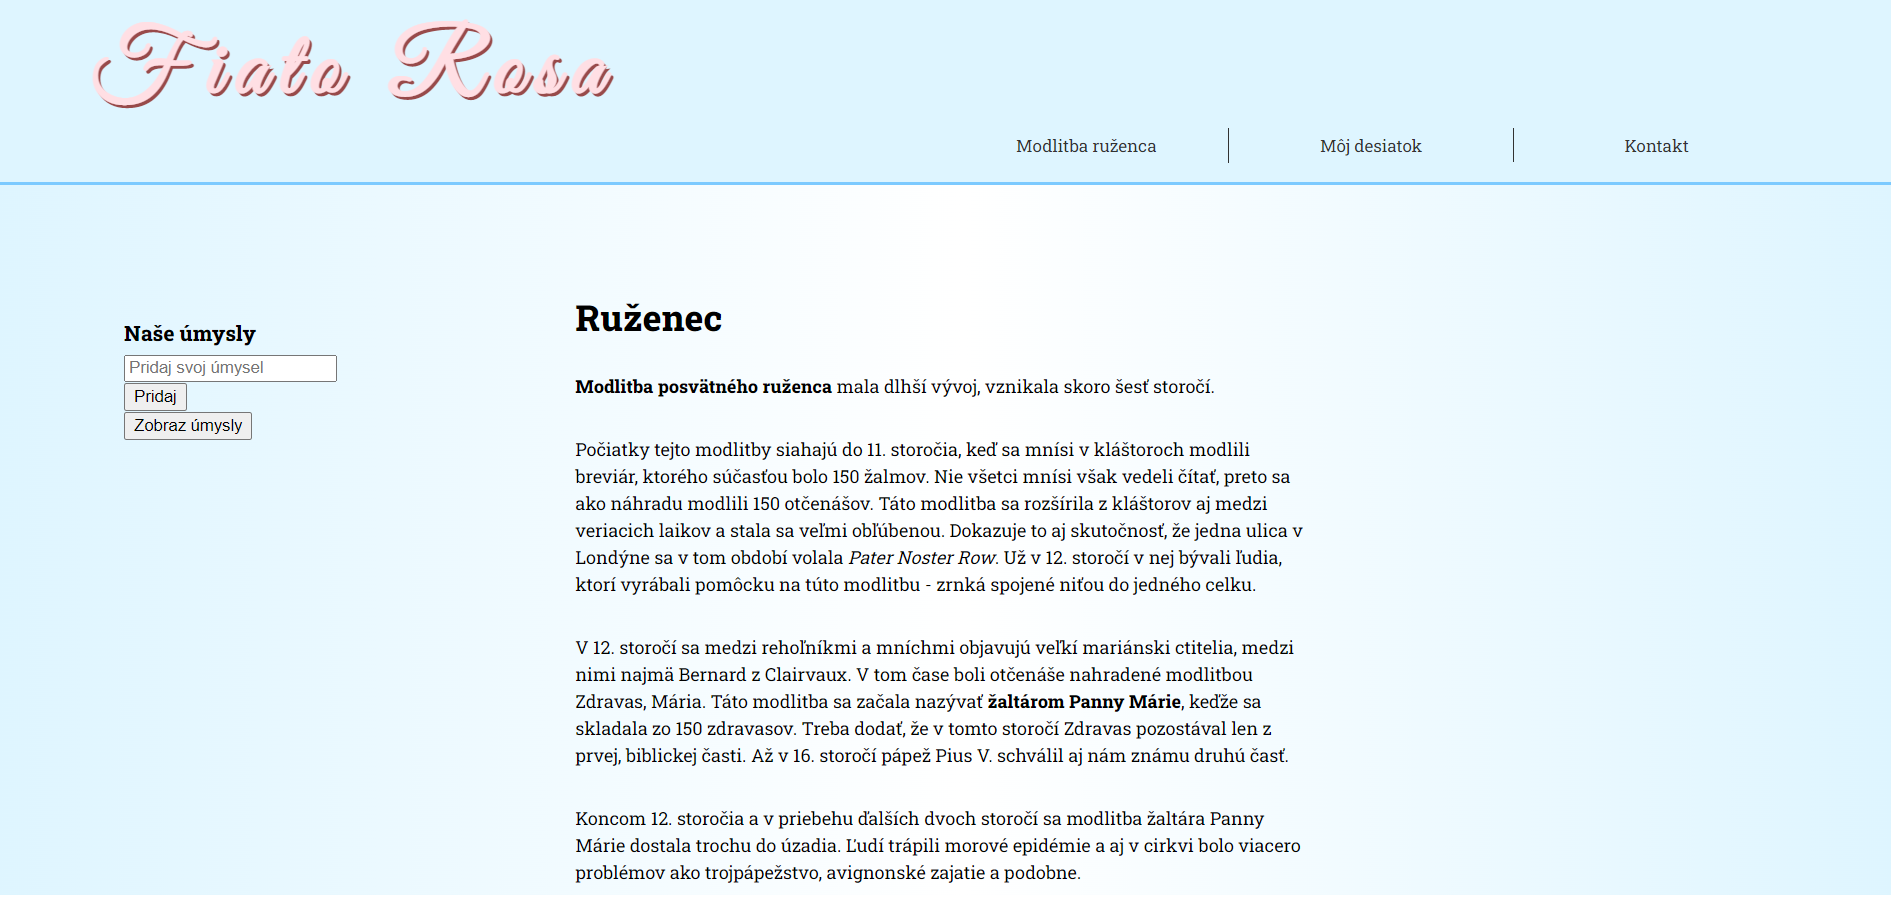 Fiato Rosa
Modlitba ruženca
Môj desiatok
Kontakt
Naše úmysly
Pridaj svoj úmysel
Pridaj
Zobraz úmysly
Ruženec
Modlitba posvätného ruženca mala dlhší vývoj, vznikala skoro šesť storočí.
Počiatky tejto modlitby siahajú do 11. storočia, keď sa mnísi v kláštoroch modlili
breviár, ktorého súčasťou bolo 150 žalmov. Nie všetci mnísi však vedeli čítať, preto sa
ako náhradu modlili 150 otčenášov. Táto modlitba sa rozšírila z kláštorov aj medzi
veriacich laikov a stala sa veľmi obľúbenou. Dokazuje to aj skutočnosť, že jedna ulica v
Londýne sa v tom období volala Pater Noster Row. Už v 12. storočí v nej bývali ľudia,
ktorí vyrábali pomôcku na túto modlitbu - zrnká spojené niťou do jedného celku.
V 12. storočí sa medzi rehoľníkmi a mníchmi objavujú veľkí mariánski ctitelia, medzi
nimi najmä Bernard z Clairvaux. V tom čase boli otčenáše nahradené modlitbou
Zdravas, Mária. Táto modlitba sa začala nazývať žaltárom Panny Márie, keďže sa
skladala zo 150 zdravasov. Treba dodať, že v tomto storočí Zdravas pozostával len z
prvej, biblickej časti. Až v 16. storočí pápež Pius V. schválil aj nám známu druhú časť.
Koncom 12. storočia a v priebehu ďalších dvoch storočí sa modlitba žaltára Panny
Márie dostala trochu do úzadia. Ľudí trápili morové epidémie a aj v cirkvi bolo viacero
problémov ako trojpápežstvo, avignonské zajatie a podobne.